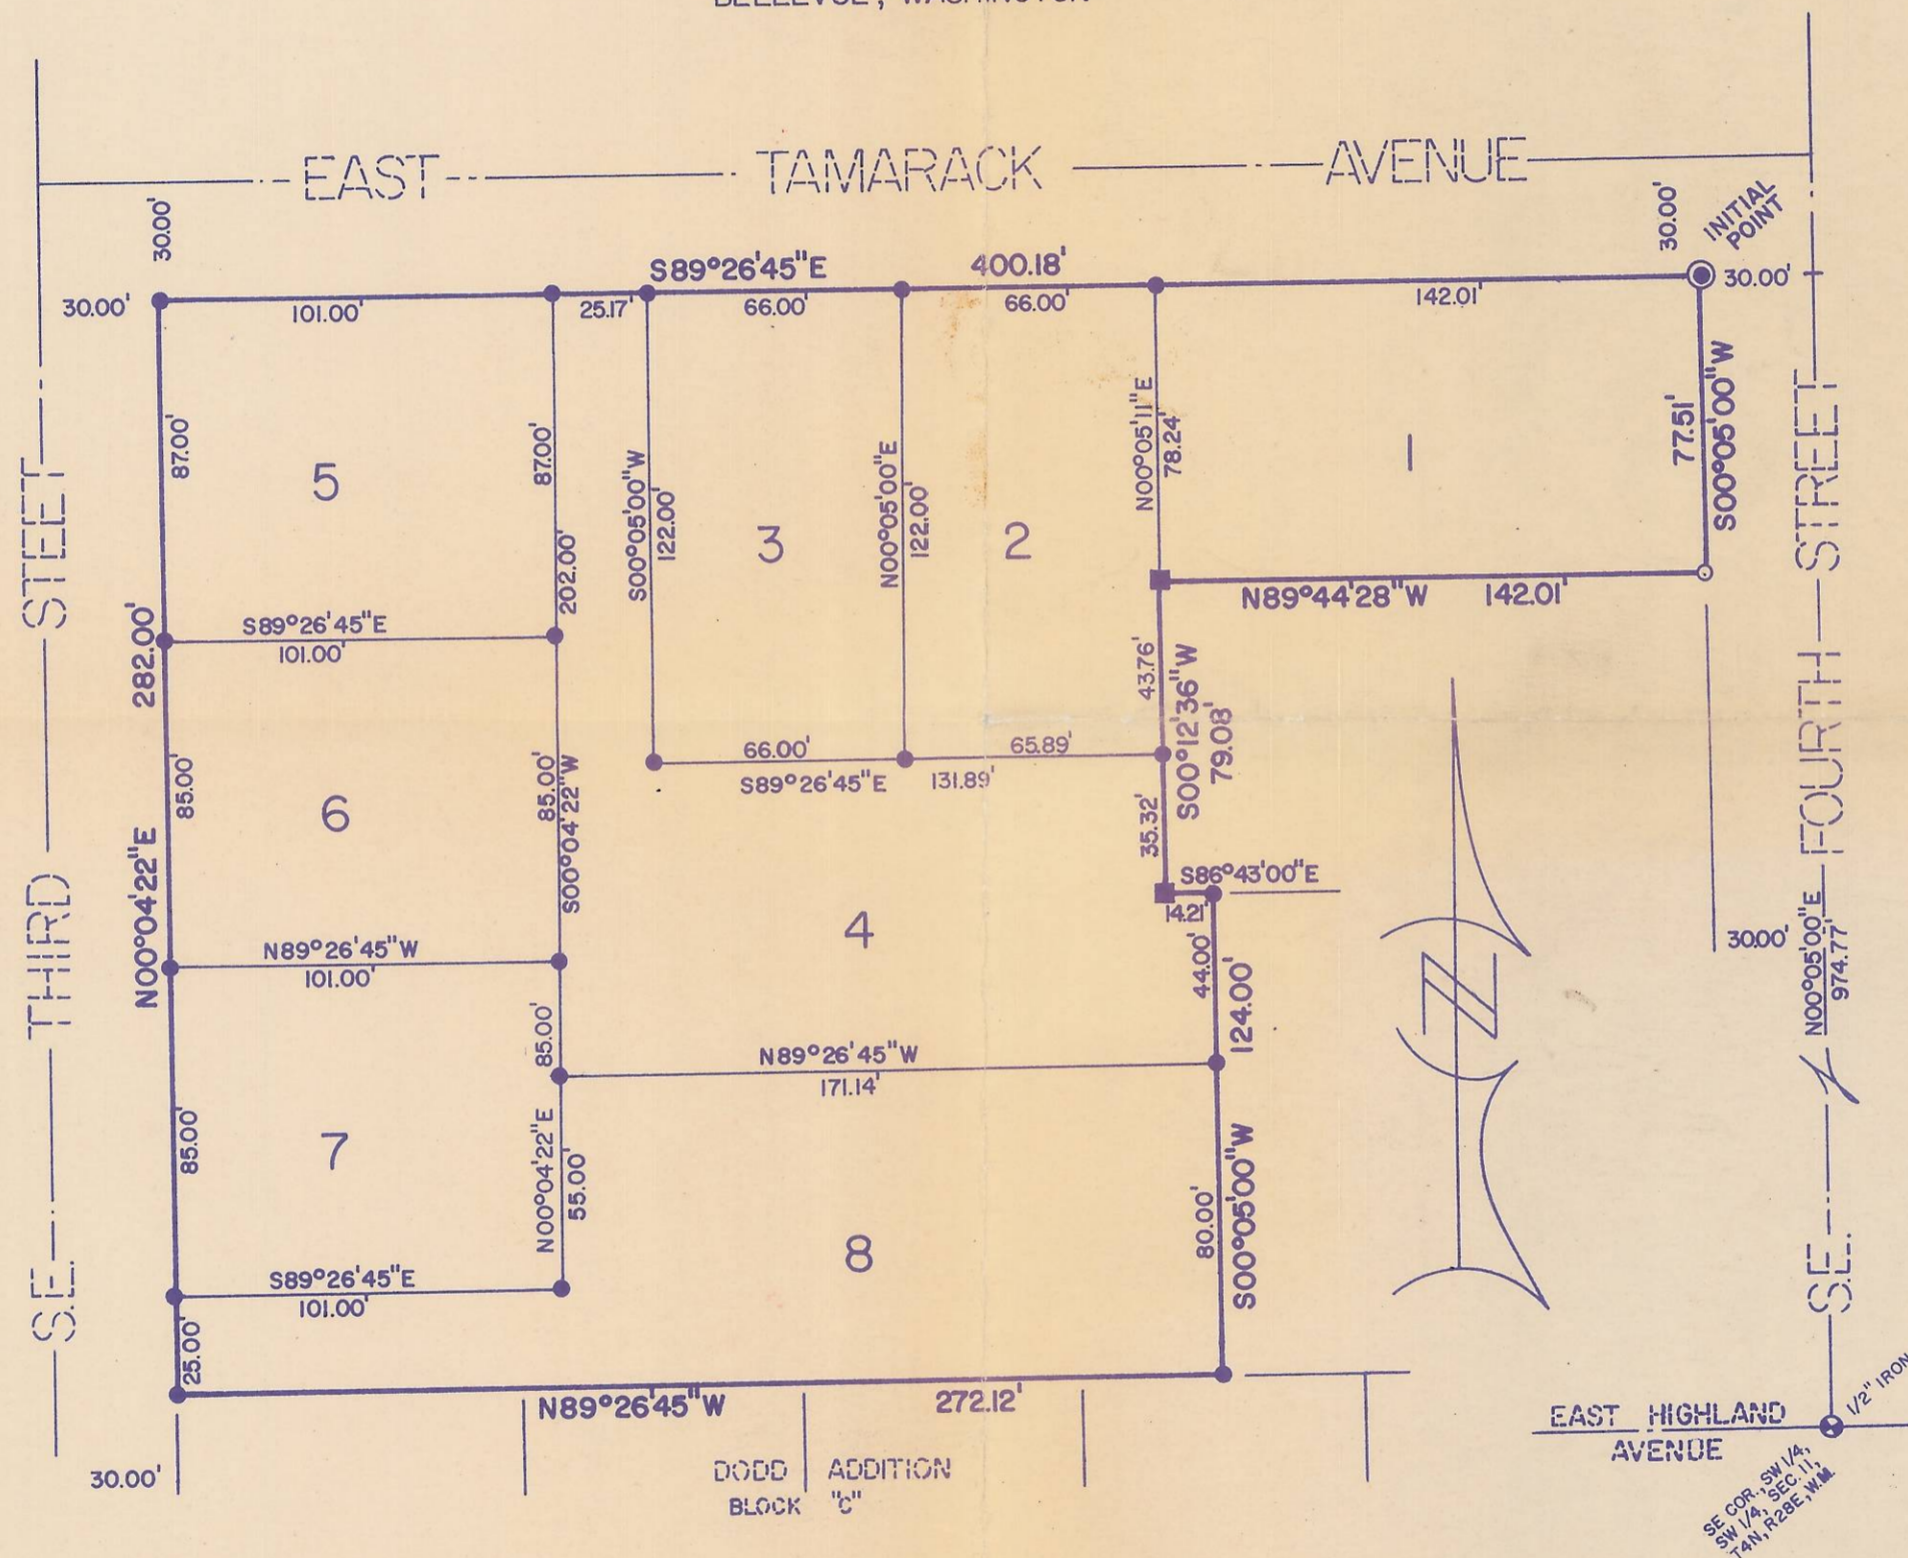 BELLEVUE, WASHINGTON
EAST TAMARACK AVENUE
30.00'
30.00'
INITIAL
POINT
S89°26'45"E 400.18'
30.00'
101.00' 25.17' 66.00' 66.00' 142.01'
30.00'
87.00'
5
87.00'
202.00'
S00°05'00"W
122.00'
3
N00°05'00"E
122.00'
2
N00°05'11"E
78.24'
1
77.51'
S00°05'00"W
N89°44'28"W 142.01'
S89°26'45"E
101.00'
282.00'
N00°04'22"E
85.00'
6
85.00'
S00°04'22"W
66.00' 65.89'
S89°26'45"E 131.89'
43.76'
S00°12'36"W
79.08'
35.32'
S86°43'00"E
14.21'
4
44.00'
124.00'
N89°26'45"W
101.00'
85.00'
N89°26'45"W
171.14'
85.00'
7
N00°04'22"E
55.00'
8
80.00'
S00°05'00"W
S89°26'45"E
101.00'
25.00'
N89°26'45"W 272.12'
30.00'
DODD ADDITION
BLOCK "C"
S.E. THIRD STEET
S.E. FOURTH STREET
N00°05'00"E
974.77'
30.00'
N
EAST HIGHLAND
AVENUE
1/2" IRON
SE COR., SW 1/4,
SW 1/4, SEC. 11,
T4N, R28E, W.M.